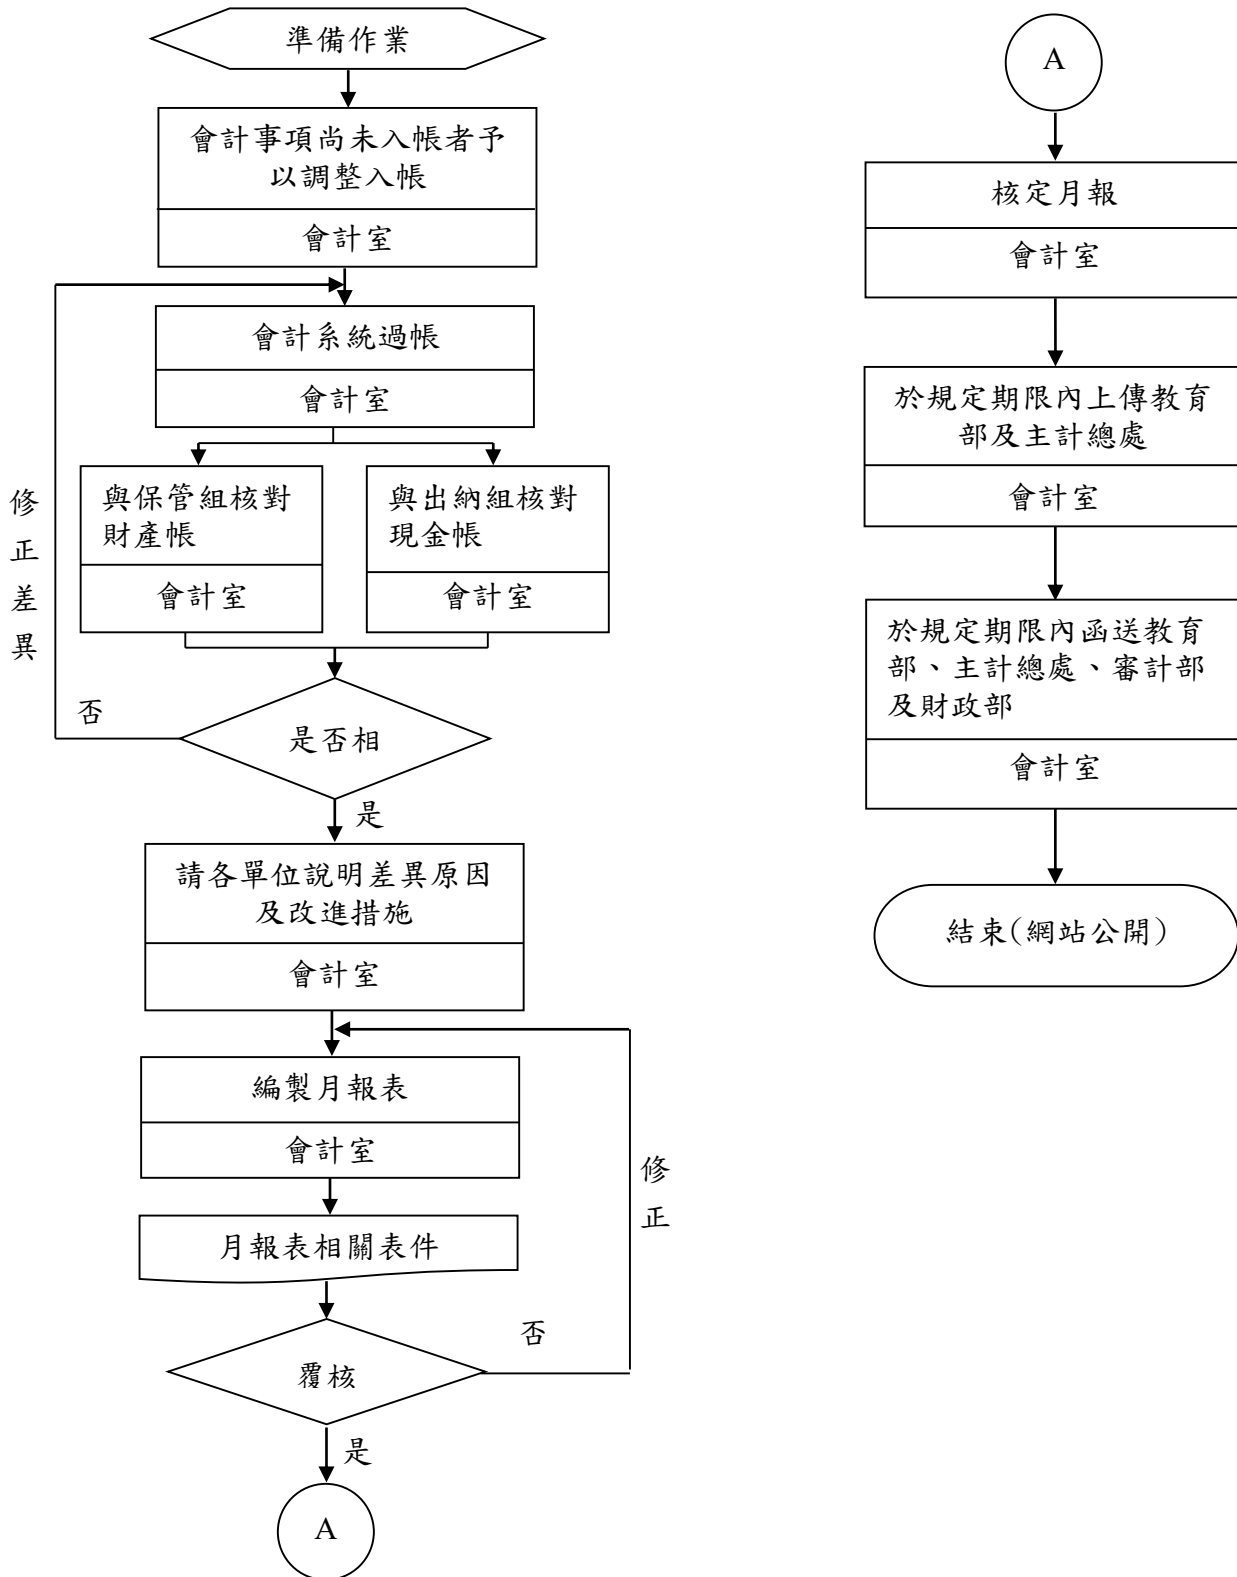 準備作業
會計事項尚未入帳者予
以調整入帳
會計室
會計系統過帳
會計室
與保管組核對
財產帳
會計室
與出納組核對
現金帳
會計室
修
正
差
異
否
是否相
是
請各單位說明差異原因
及改進措施
會計室
編製月報表
會計室
月報表相關表件
修
正
否
覆核
是
A
A
核定月報
會計室
於規定期限內上傳教育
部及主計總處
會計室
於規定期限內函送教育
部、主計總處、審計部
及財政部
會計室
結束(網站公開)